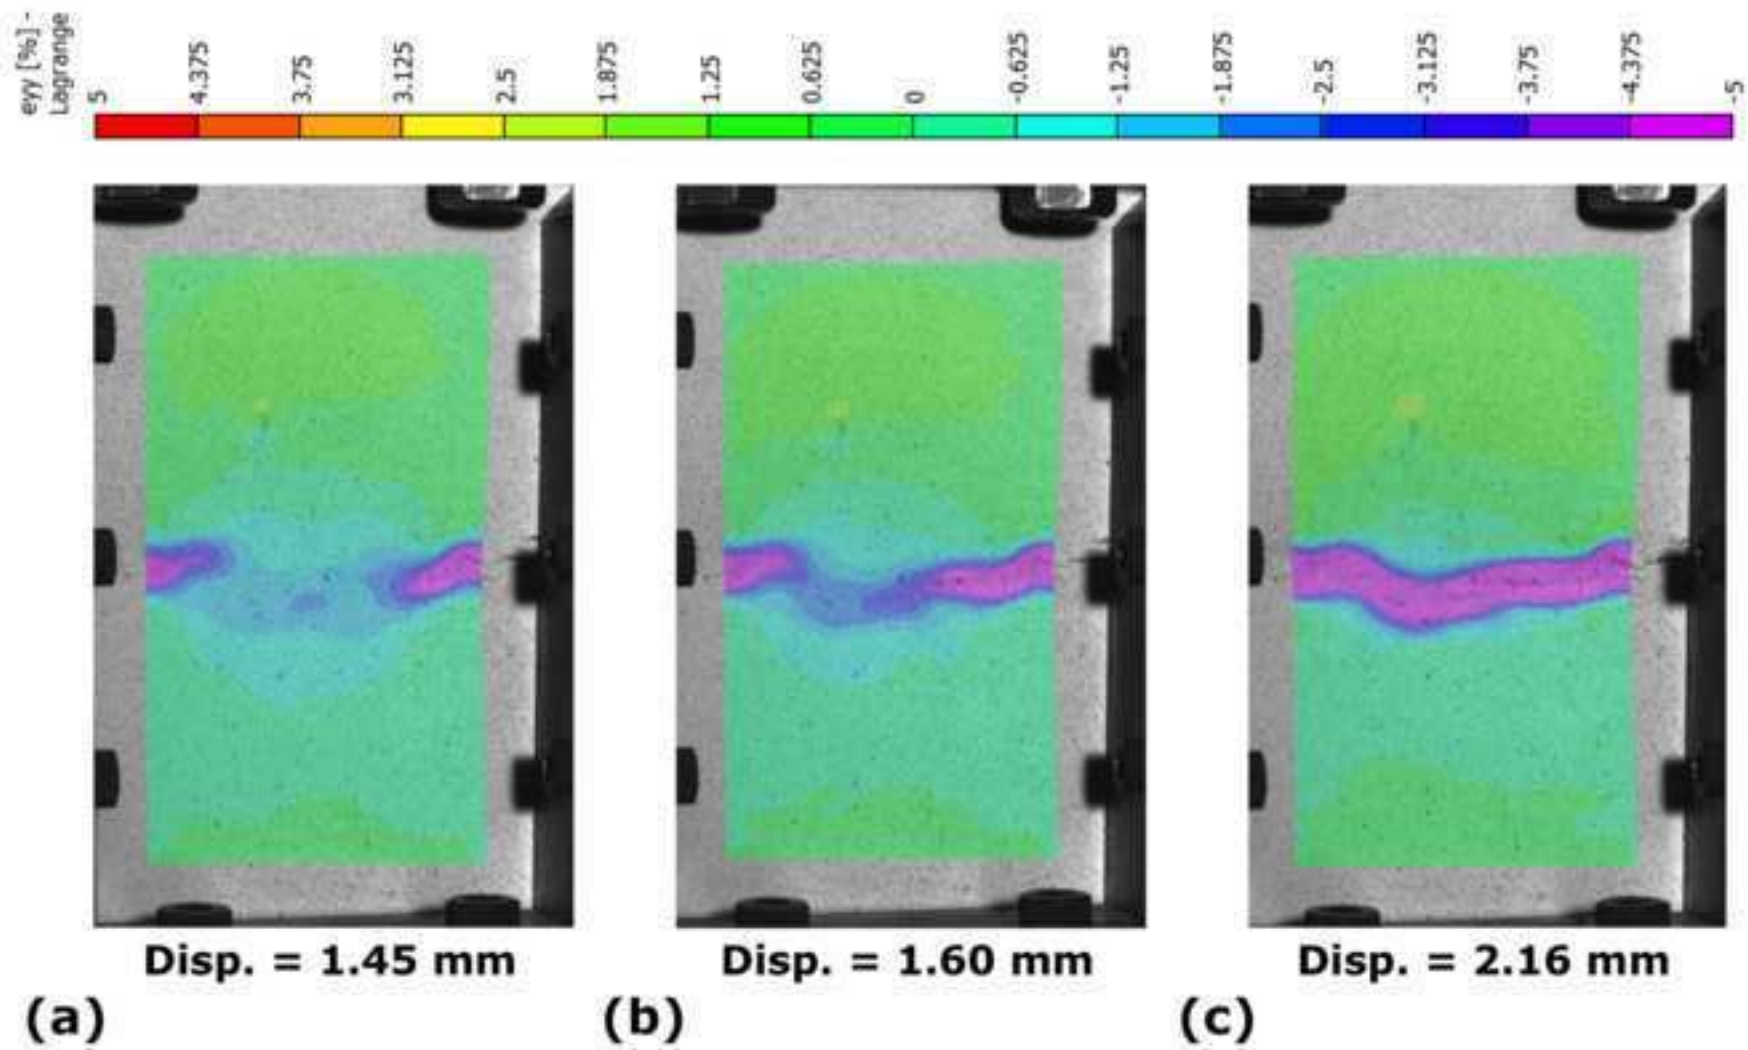 eyy [%] -
Lagrange
5
4.375
3.75
3.125
2.5
1.875
1.25
0.625
0
-0.625
-1.25
-1.875
-2.5
-3.125
-3.75
-4.375
-5
Disp. = 1.45 mm
Disp. = 1.60 mm
Disp. = 2.16 mm
(a)
(b)
(c)